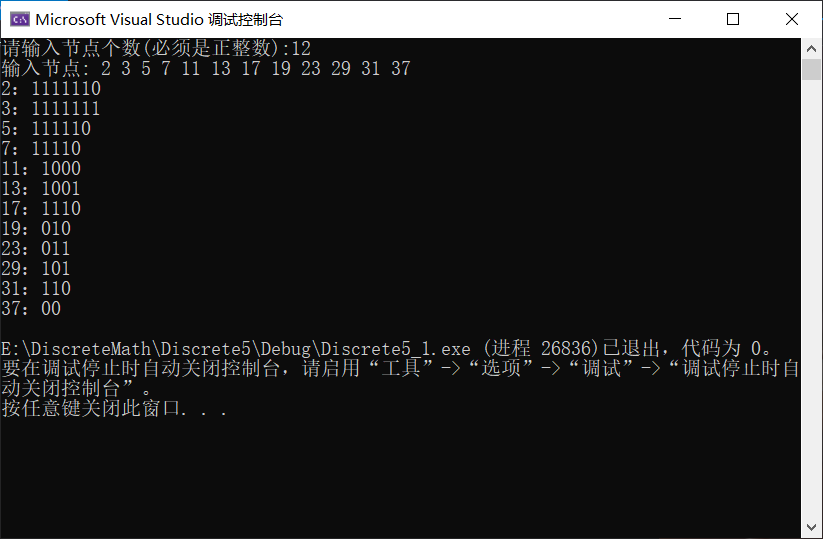 C:\
Microsoft Visual Studio 调试控制台
请输入节点个数(必须是正整数):12
输入节点: 2 3 5 7 11 13 17 19 23 29 31 37
2: 1111110
3: 1111111
5: 111110
7: 11110
11: 1000
13: 1001
17: 1110
19: 010
23: 011
29: 101
31: 110
37: 00
E:\DiscreteMath\Discrete5\Debug\Discrete5_1.exe (进程 26836)已退出，代码为 0。
要在调试停止时自动关闭控制台，请启用“工具”->“选项”->“调试”->“调试停止时自
动关闭控制台”。
按任意键关闭此窗口. . .